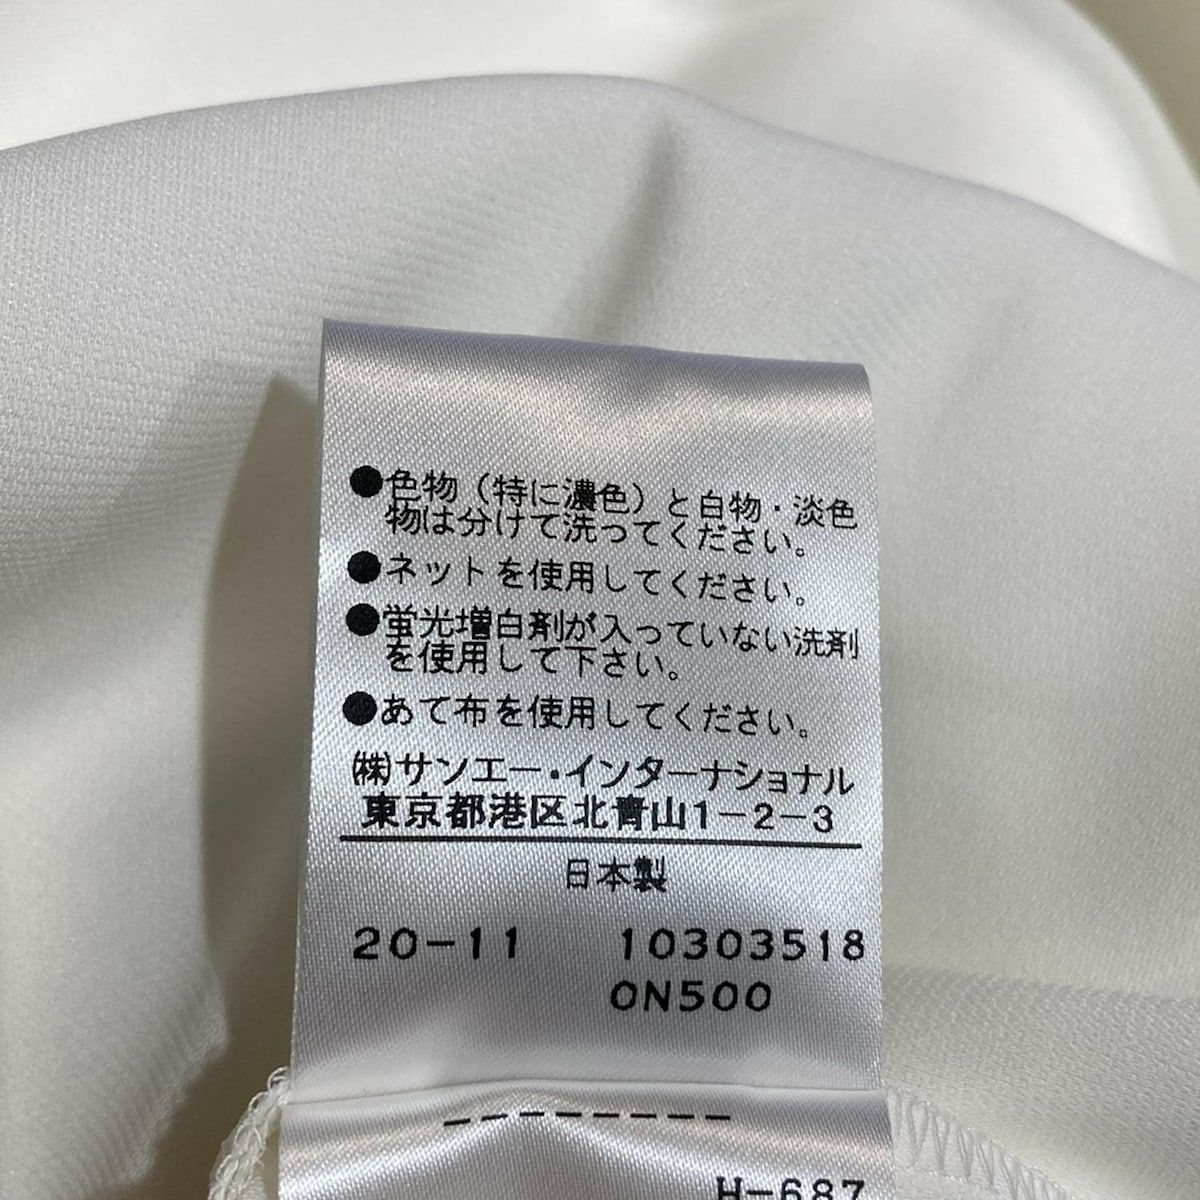 ●色物（特に濃色）と白物・淡色
物は分けて洗ってください。
●ネットを使用してください。
●蛍光増白剤が入っていない洗剤
を使用して下さい。
●あて布を使用してください。
㈱サンエー・インターナショナル
東京都港区北青山1-2-3
日本製
20-11 10303518
0N500
H-687